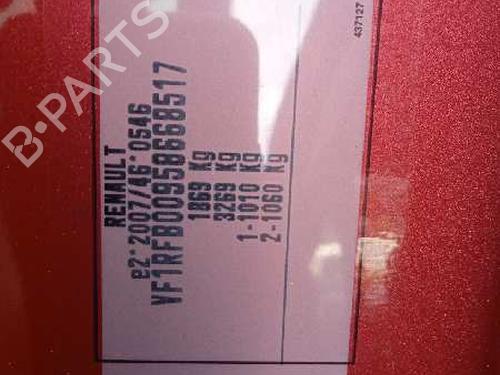 RENAULT
e2*2007/46*0546
VF1RFB00958668517
1869 Kg
3269 Kg
1-1010 Kg
2-1060 Kg
437127
B-PARTS